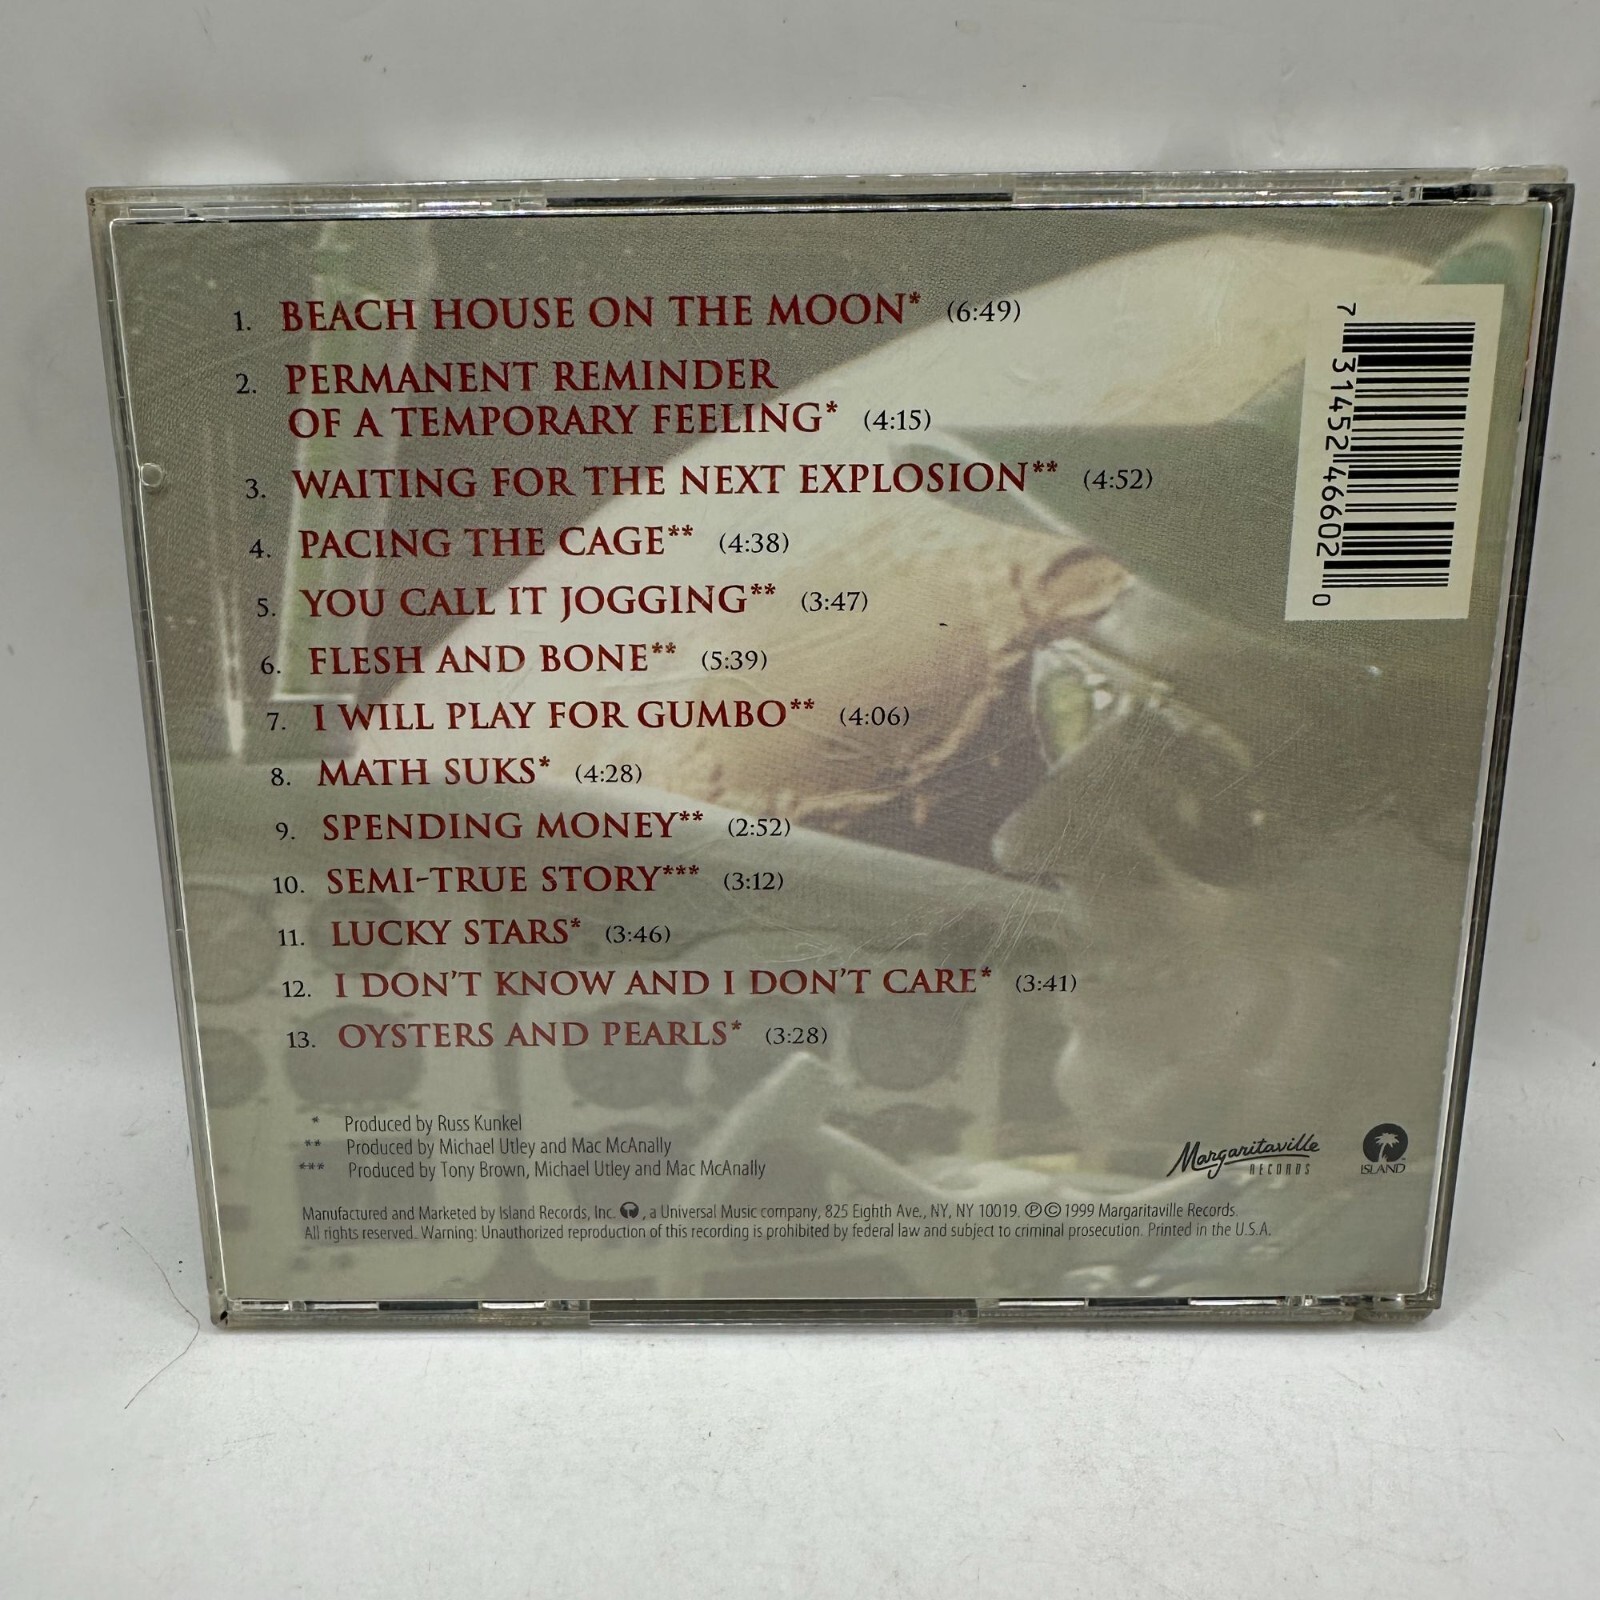 1. BEACH HOUSE ON THE MOON* (6:49)
2. PERMANENT REMINDER
OF A TEMPORARY FEELING* (4:15)
3. WAITING FOR THE NEXT EXPLOSION** (4:52)
4. PACING THE CAGE** (4:38)
5. YOU CALL IT JOGGING** (3:47)
6. FLESH AND BONE** (5:39)
7. I WILL PLAY FOR GUMBO** (4:06)
8. MATH SUKS* (4:28)
9. SPENDING MONEY** (2:52)
10. SEMI-TRUE STORY*** (3:12)
11. LUCKY STARS* (3:46)
12. I DON'T KNOW AND I DON'T CARE* (3:41)
13. OYSTERS AND PEARLS* (3:28)
7 31452 46602 0
* Produced by Russ Kunkel
** Produced by Michael Utley and Mac McAnally
*** Produced by Tony Brown, Michael Utley and Mac McAnally
Margaritaville
RECORDS
ISLAND
Manufactured and Marketed by Island Records, Inc. , a Universal Music company, 825 Eighth Ave., NY, NY 10019. ℗© 1999 Margaritaville Records.
All rights reserved. Warning: Unauthorized reproduction of this recording is prohibited by federal law and subject to criminal prosecution. Printed in the U.S.A.